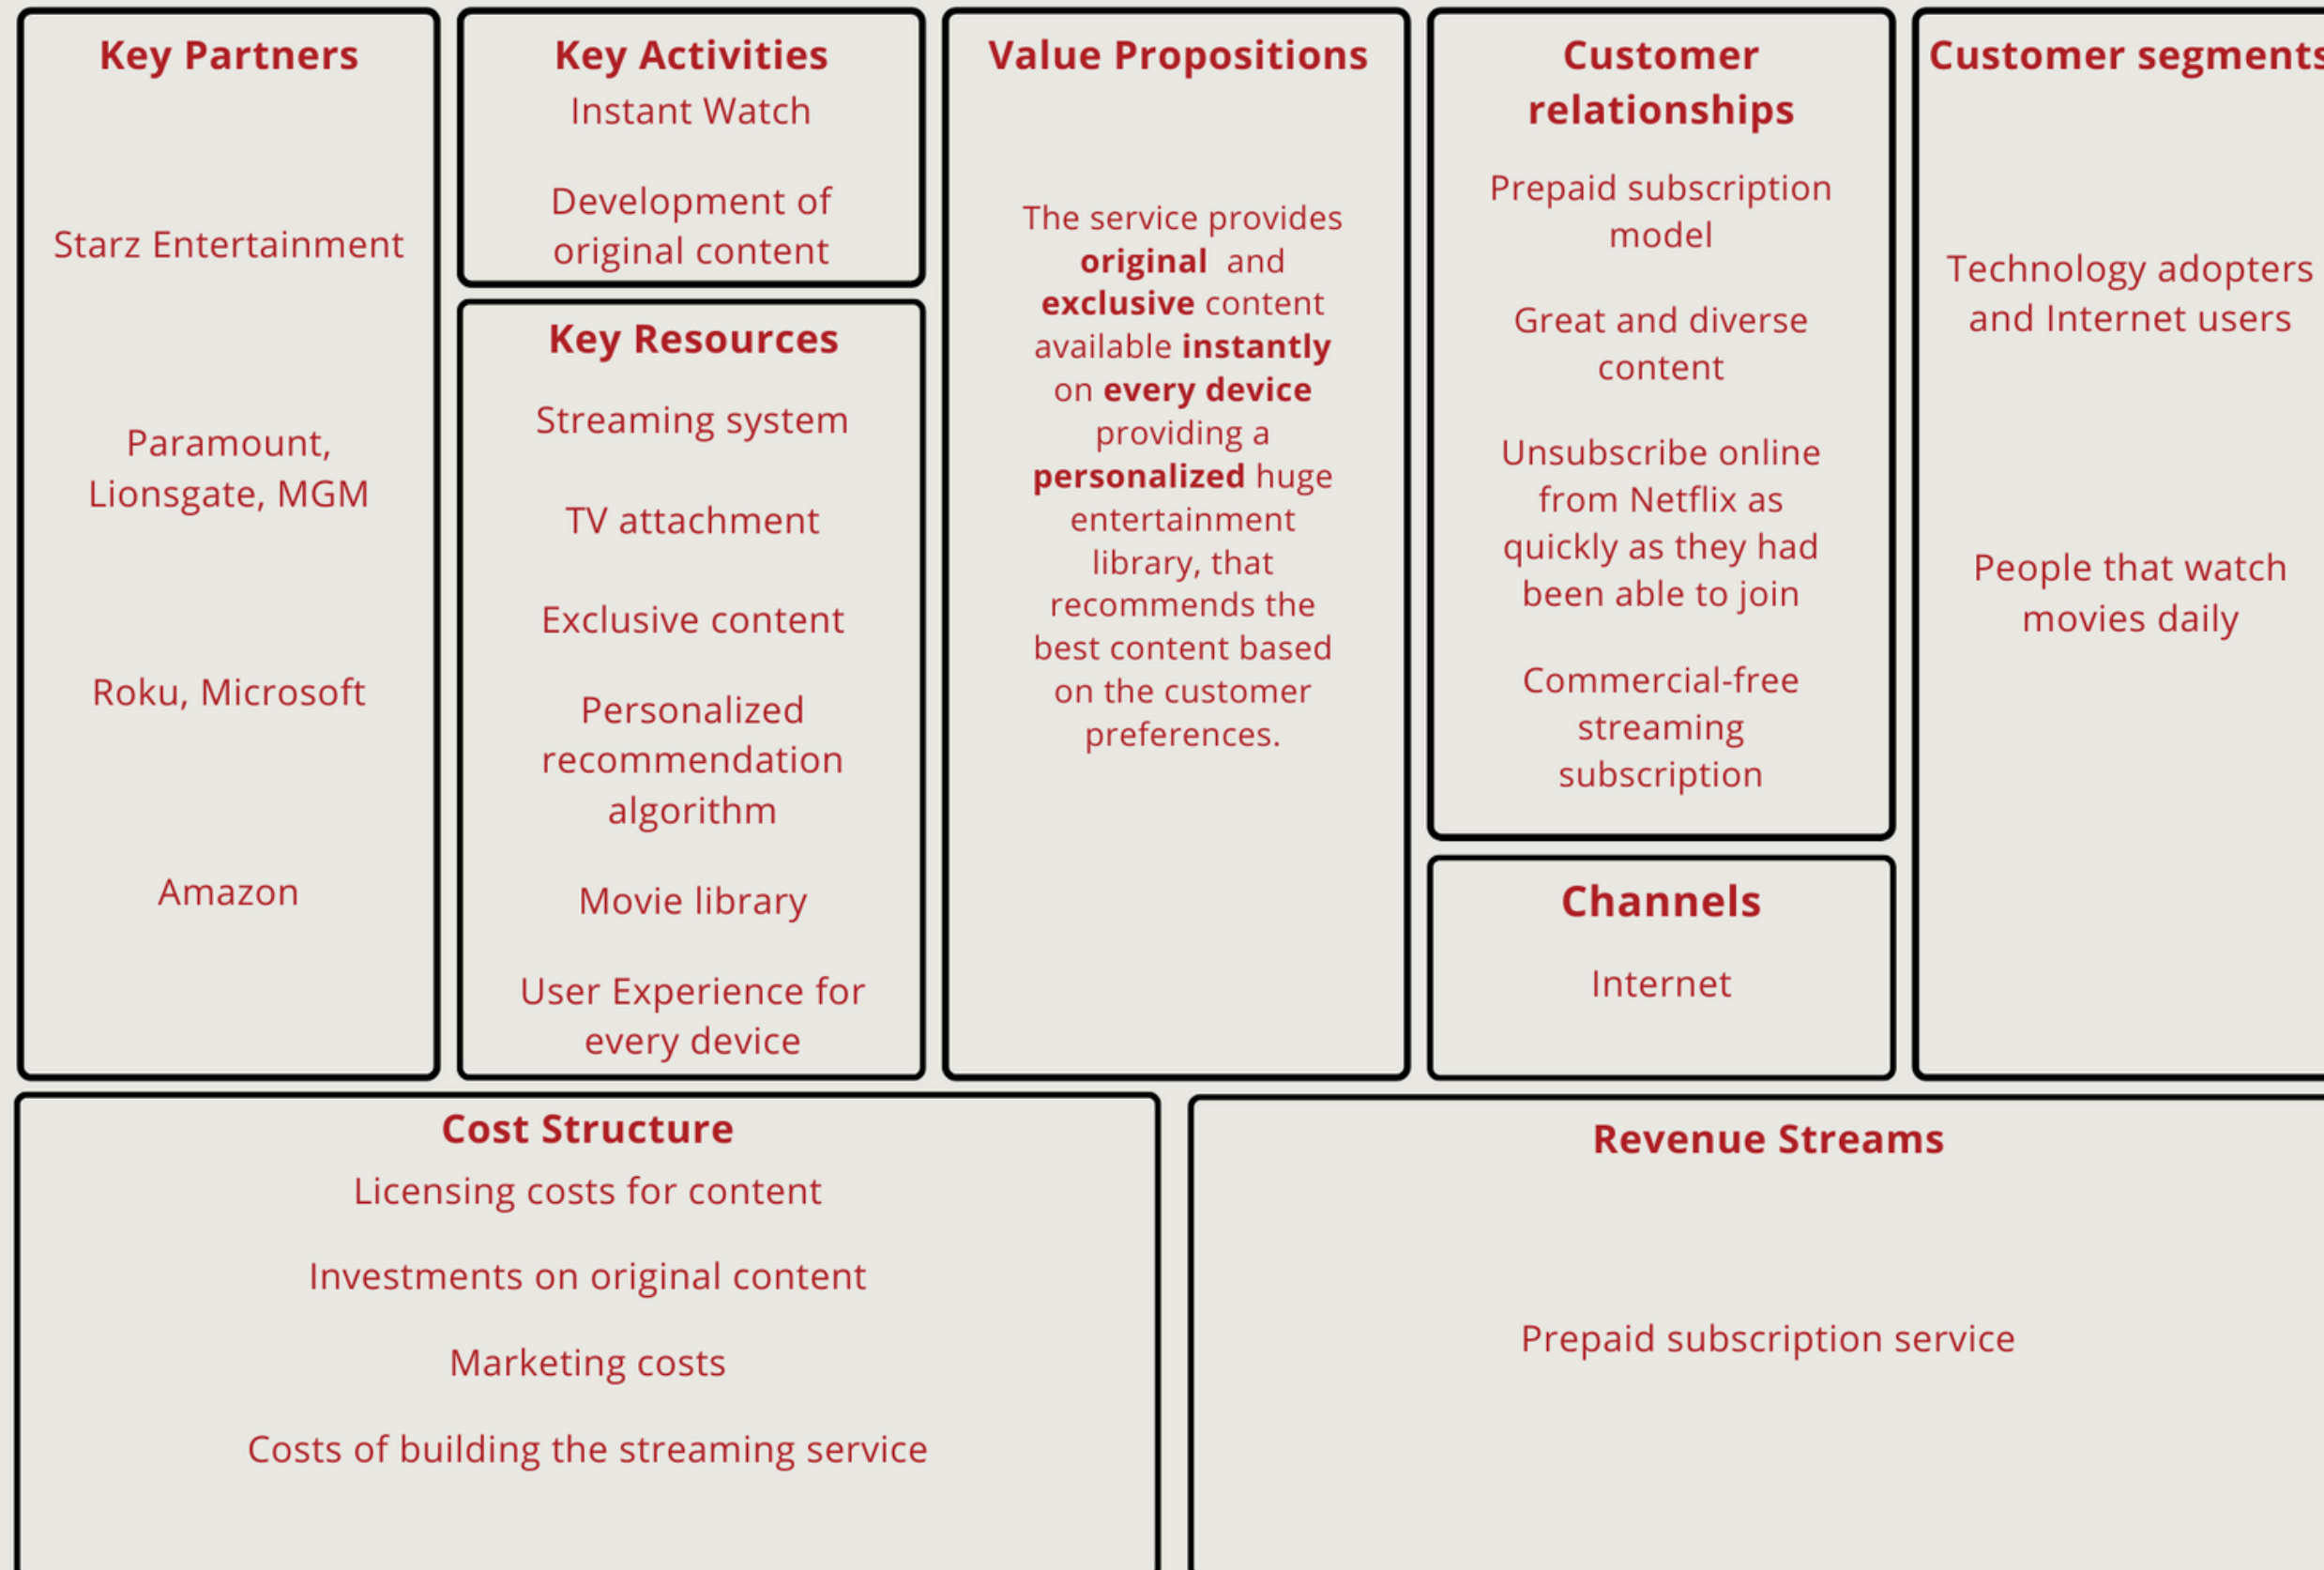 Key Partners
Starz Entertainment
Paramount,
Lionsgate, MGM
Roku, Microsoft
Amazon
Key Activities
Instant Watch
Development of
original content
Key Resources
Streaming system
TV attachment
Exclusive content
Personalized
recommendation
algorithm
Movie library
User Experience for
every device
Value Propositions
The service provides
original and
exclusive content
available instantly
on every device
providing a
personalized huge
entertainment
library, that
recommends the
best content based
on the customer
preferences.
Customer
relationships
Prepaid subscription
model
Great and diverse
content
Unsubscribe online
from Netflix as
quickly as they had
been able to join
Commercial-free
streaming
subscription
Channels
Internet
Customer segments
Technology adopters
and Internet users
People that watch
movies daily
Cost Structure
Licensing costs for content
Investments on original content
Marketing costs
Costs of building the streaming service
Revenue Streams
Prepaid subscription service